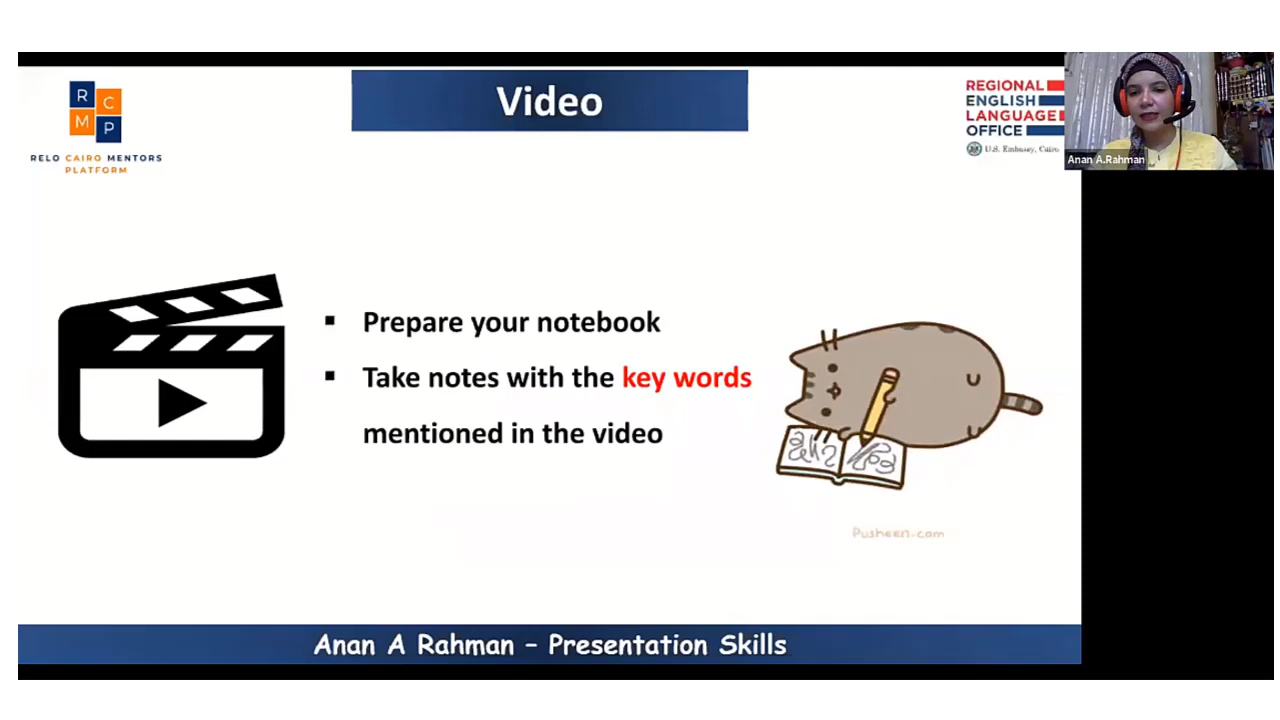 R
C
M
P
RELO CAIRO MENTORS
PLATFORM
Video
REGIONAL
ENGLISH
LANGUAGE
OFFICE
U.S. Embassy, Cairo
Anan A.Rahman
▪ Prepare your notebook
▪ Take notes with the key words
mentioned in the video
Pusheen.com
Anan A Rahman – Presentation Skills